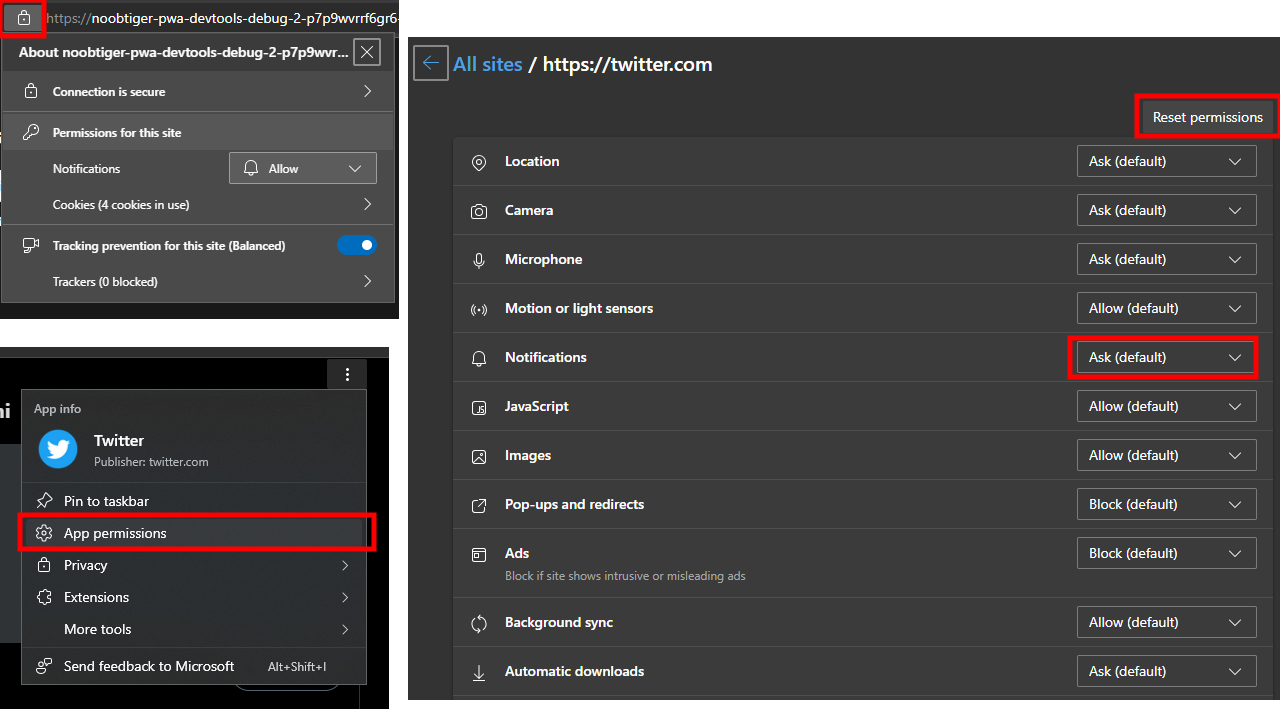 https://noobtiger-pwa-devtools-debug-2-p7p9wvrrf6gr6-
About noobtiger-pwa-devtools-debug-2-p7p9wvr...
Connection is secure
Permissions for this site
Notifications Allow
Cookies (4 cookies in use)
Tracking prevention for this site (Balanced)
Trackers (0 blocked)
App info
Twitter
Publisher: twitter.com
Pin to taskbar
App permissions
Privacy
Extensions
More tools
Send feedback to Microsoft Alt+Shift+I
All sites / https://twitter.com
Reset permissions
Location Ask (default)
Camera Ask (default)
Microphone Ask (default)
Motion or light sensors Allow (default)
Notifications Ask (default)
JavaScript Allow (default)
Images Allow (default)
Pop-ups and redirects Block (default)
Ads Block (default)
Block if site shows intrusive or misleading ads
Background sync Allow (default)
Automatic downloads Ask (default)